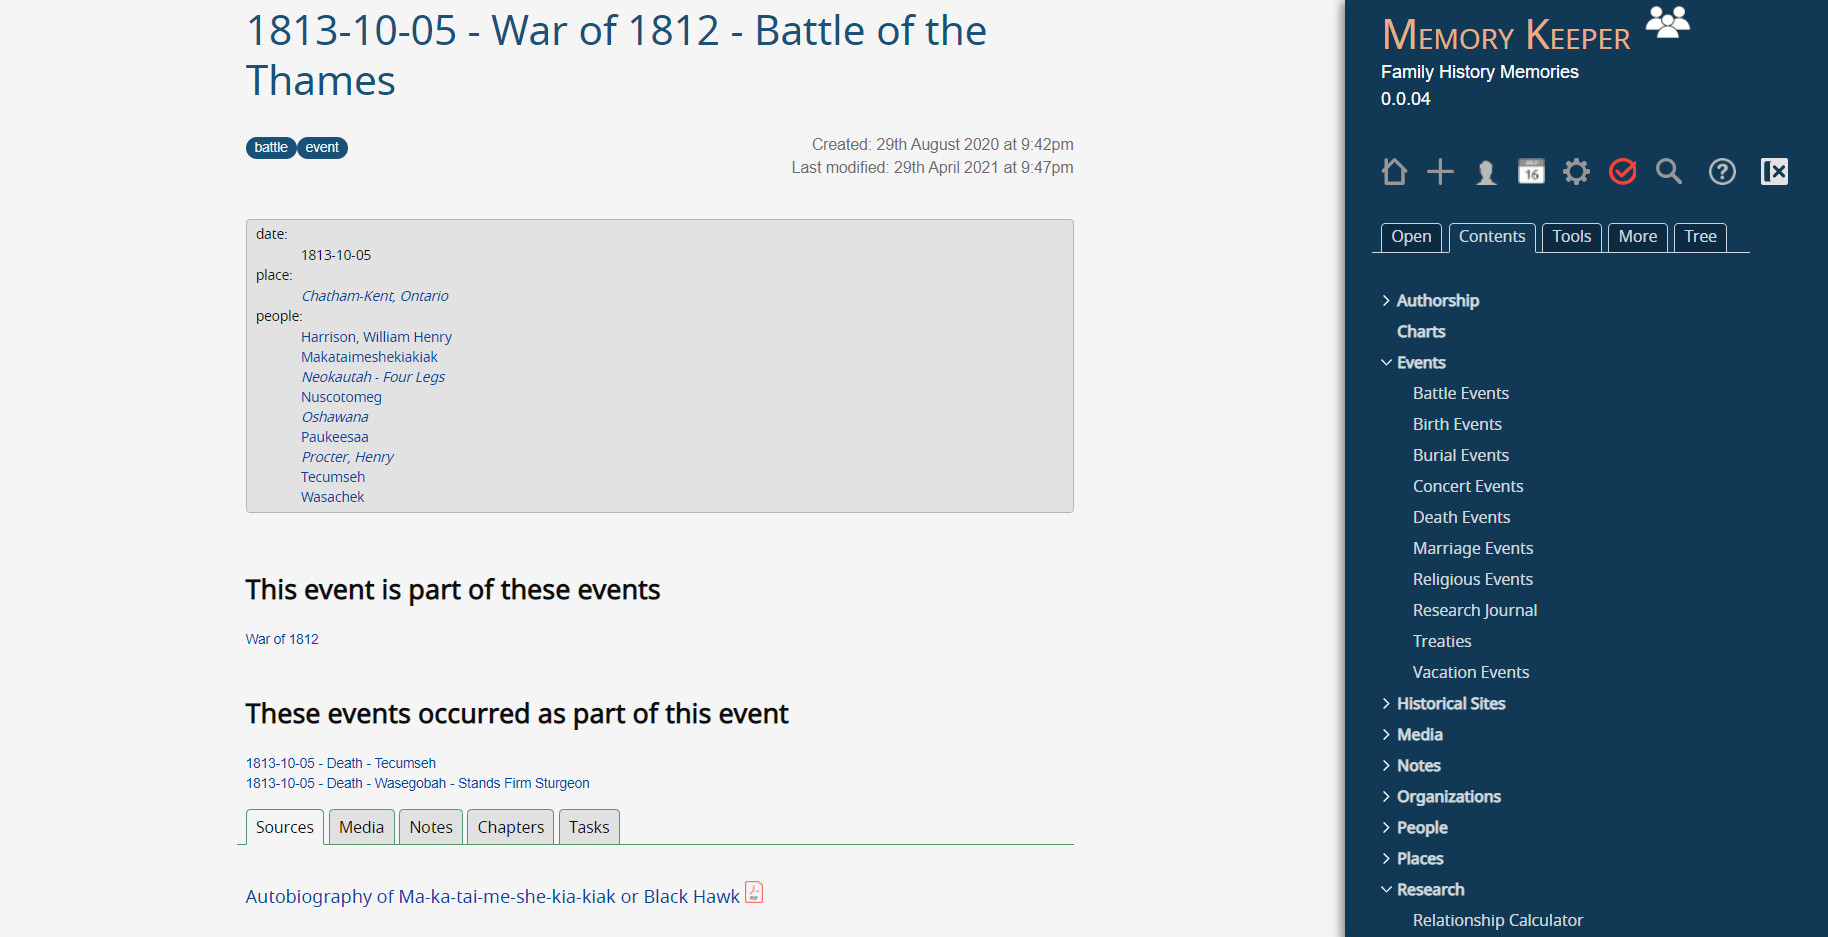 1813-10-05 - War of 1812 - Battle of the
Thames
battle event
Created: 29th August 2020 at 9:42pm
Last modified: 29th April 2021 at 9:47pm
date:
1813-10-05
place:
Chatham-Kent, Ontario
people:
Harrison, William Henry
Makataimeshekiakiak
Neokautah - Four Legs
Nuscotomeg
Oshawana
Paukeesaa
Procter, Henry
Tecumseh
Wasachek
This event is part of these events
War of 1812
These events occurred as part of this event
1813-10-05 - Death - Tecumseh
1813-10-05 - Death - Wasegobah - Stands Firm Sturgeon
Sources Media Notes Chapters Tasks
Autobiography of Ma-ka-tai-me-she-kia-kiak or Black Hawk PDF
Memory Keeper
Family History Memories
0.0.04
16
Open Contents Tools More Tree
Authorship
Charts
Events
Battle Events
Birth Events
Burial Events
Concert Events
Death Events
Marriage Events
Religious Events
Research Journal
Treaties
Vacation Events
Historical Sites
Media
Notes
Organizations
People
Places
Research
Relationship Calculator